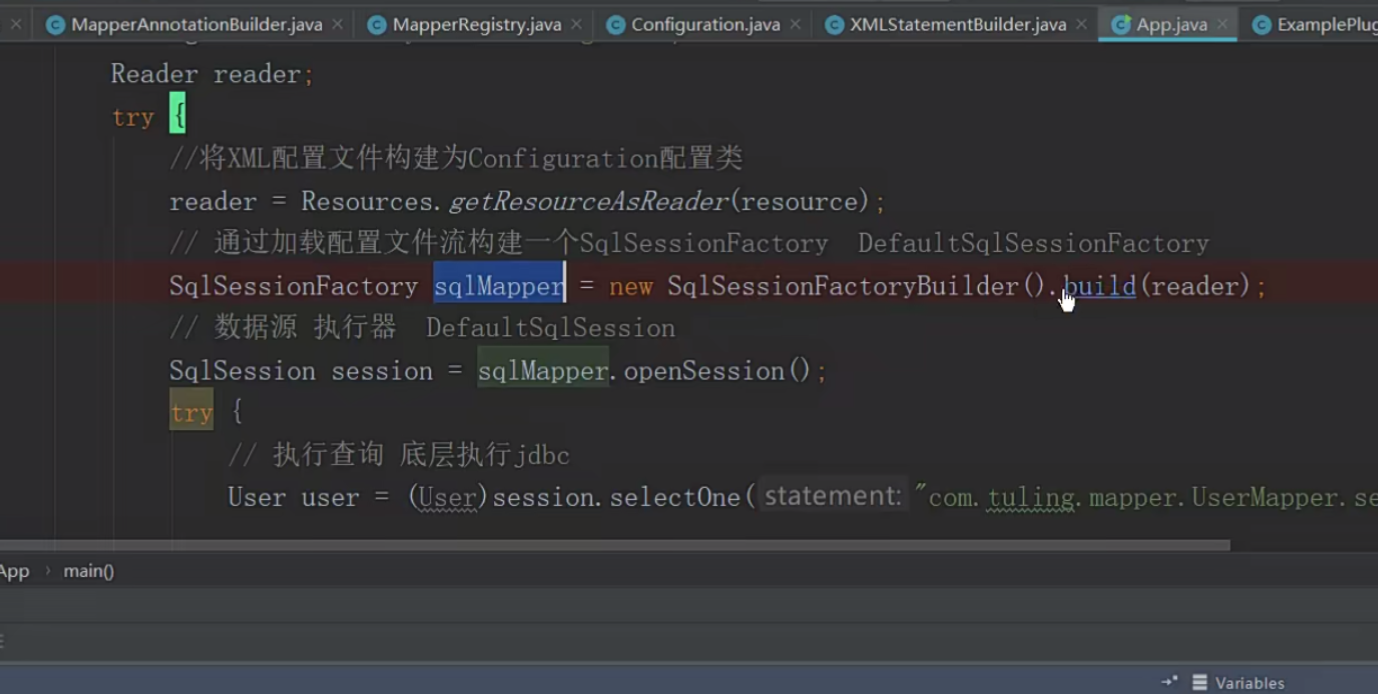 MapperAnnotationBuilder.java MapperRegistry.java Configuration.java XMLStatementBuilder.java App.java ExamplePlug
Reader reader;
try {
//将XML配置文件构建为Configuration配置类
reader = Resources.getResourceAsReader(resource);
// 通过加载配置文件流构建一个SqlSessionFactory DefaultSqlSessionFactory
SqlSessionFactory sqlMapper = new SqlSessionFactoryBuilder().build(reader);
// 数据源 执行器 DefaultSqlSession
SqlSession session = sqlMapper.openSession();
try {
// 执行查询 底层执行jdbc
User user = (User)session.selectOne( statement: "com.tuling.mapper.UserMapper.se
App › main()
Variables